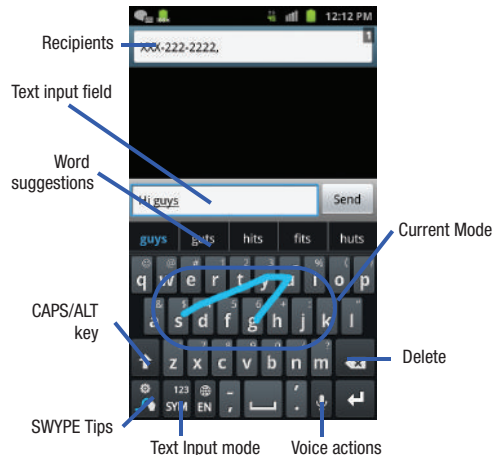 12:12 PM
Recipients
XXX-222-2222,
1
Text input field
Word
suggestions
Hi guys
Send
guys guts hits fits huts
Current Mode
q w e r t y u i o p
a s d f g h j k l
CAPS/ALT
key
z x c v b n m
Delete
123
SYM EN
SWYPE Tips
Text Input mode
Voice actions